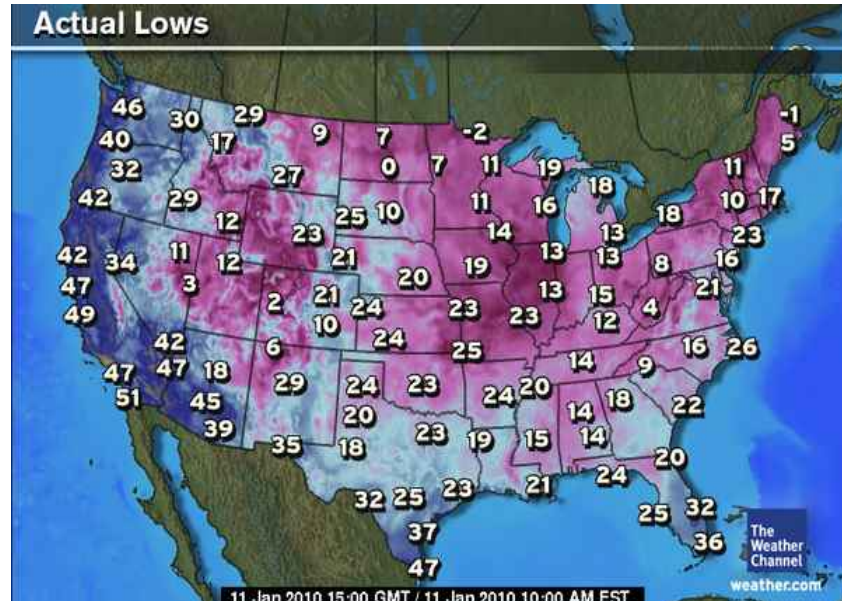 Actual Lows
46 30 29 9 7 -2 -1
40 17 5
32 27 0 7 11 19 18 11
42 29 12 25 10 11 16 18 10 17
23 14 13 23
42 34 11 12 21 20 19 13 13 8 16
47 3 2 21 24 23 13 15 4 21
49 10 23 12
42 6 24 25 16 26
47 47 18 29 24 23 24 20 14 9
51 45 20 14 18 22
39 35 18 23 19 15 14
32 25 23 21 24 20
37 25 32
47 36
The
Weather
Channel
weather.com
11 Jan 2010 15:00 GMT / 11 Jan 2010 10:00 AM EST